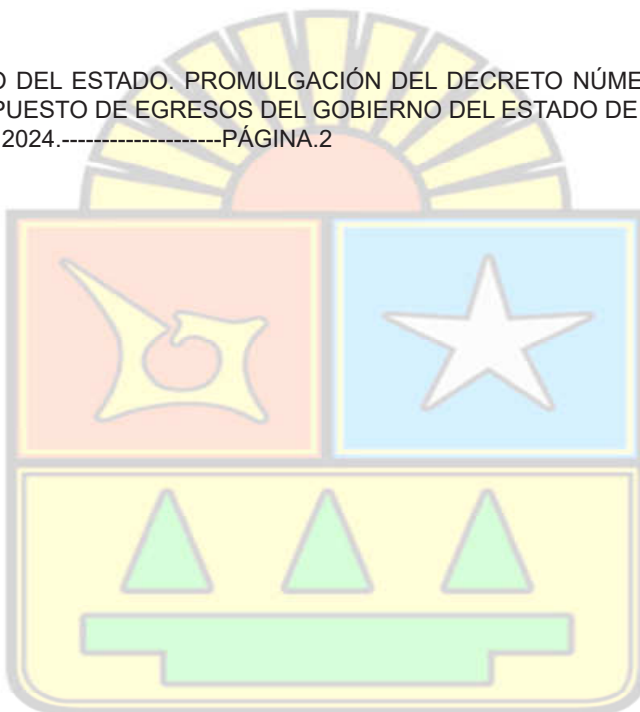 O DEL ESTADO. PROMULGACIÓN DEL DECRETO NÚME
PUESTO DE EGRESOS DEL GOBIERNO DEL ESTADO DE
2024.--------------------PÁGINA.2